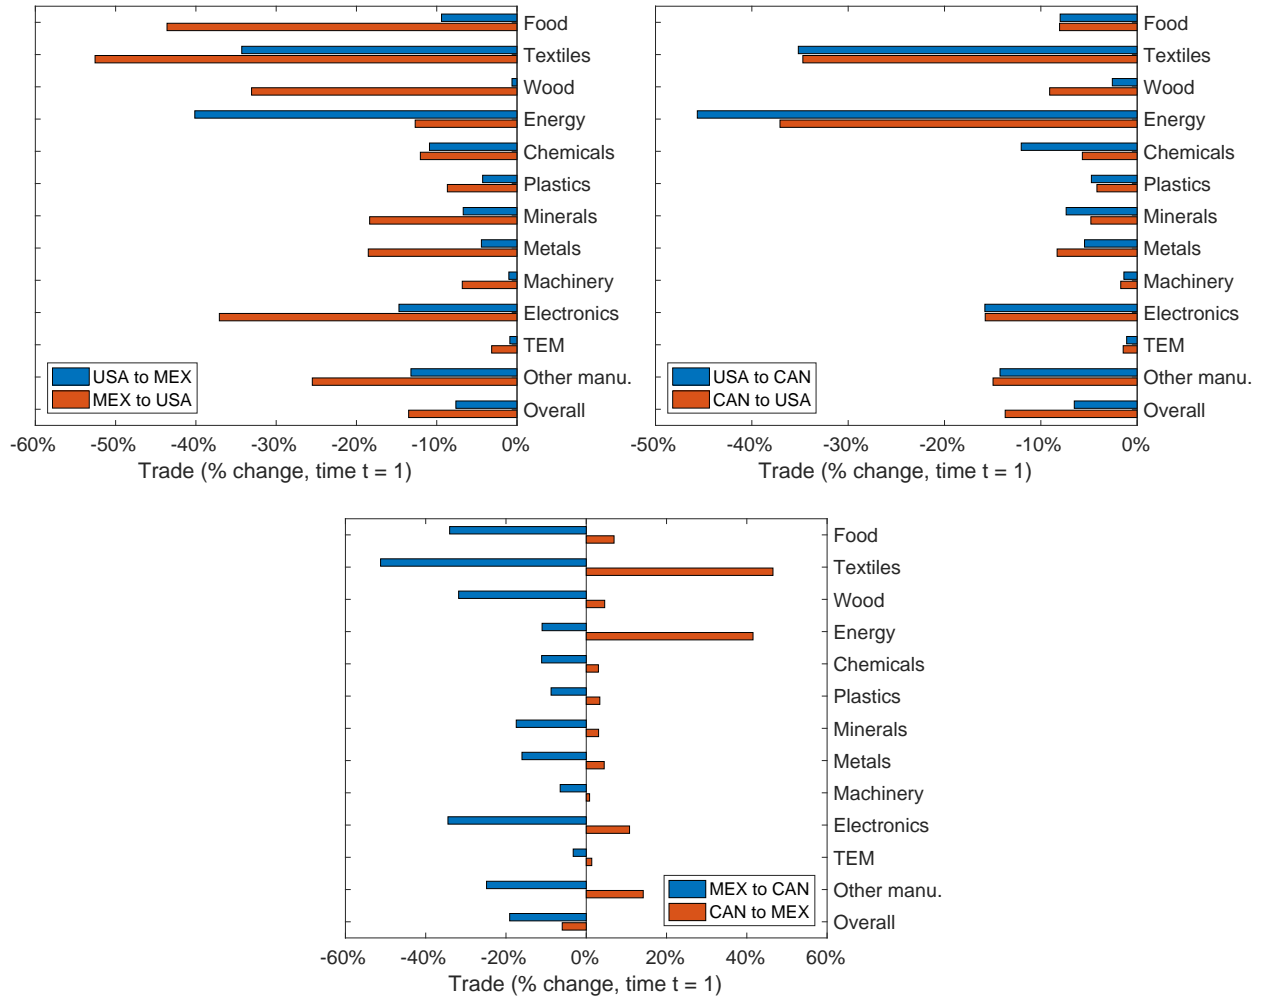 Food
Textiles
Wood
Energy
Chemicals
Plastics
Minerals
Metals
Machinery
Electronics
TEM
Other manu.
Overall
USA to MEX
MEX to USA
-60% -50% -40% -30% -20% -10% 0%
Trade (% change, time t = 1)
Food
Textiles
Wood
Energy
Chemicals
Plastics
Minerals
Metals
Machinery
Electronics
TEM
Other manu.
Overall
USA to CAN
CAN to USA
-50% -40% -30% -20% -10% 0%
Trade (% change, time t = 1)
Food
Textiles
Wood
Energy
Chemicals
Plastics
Minerals
Metals
Machinery
Electronics
TEM
Other manu.
Overall
MEX to CAN
CAN to MEX
-60% -40% -20% 0% 20% 40% 60%
Trade (% change, time t = 1)